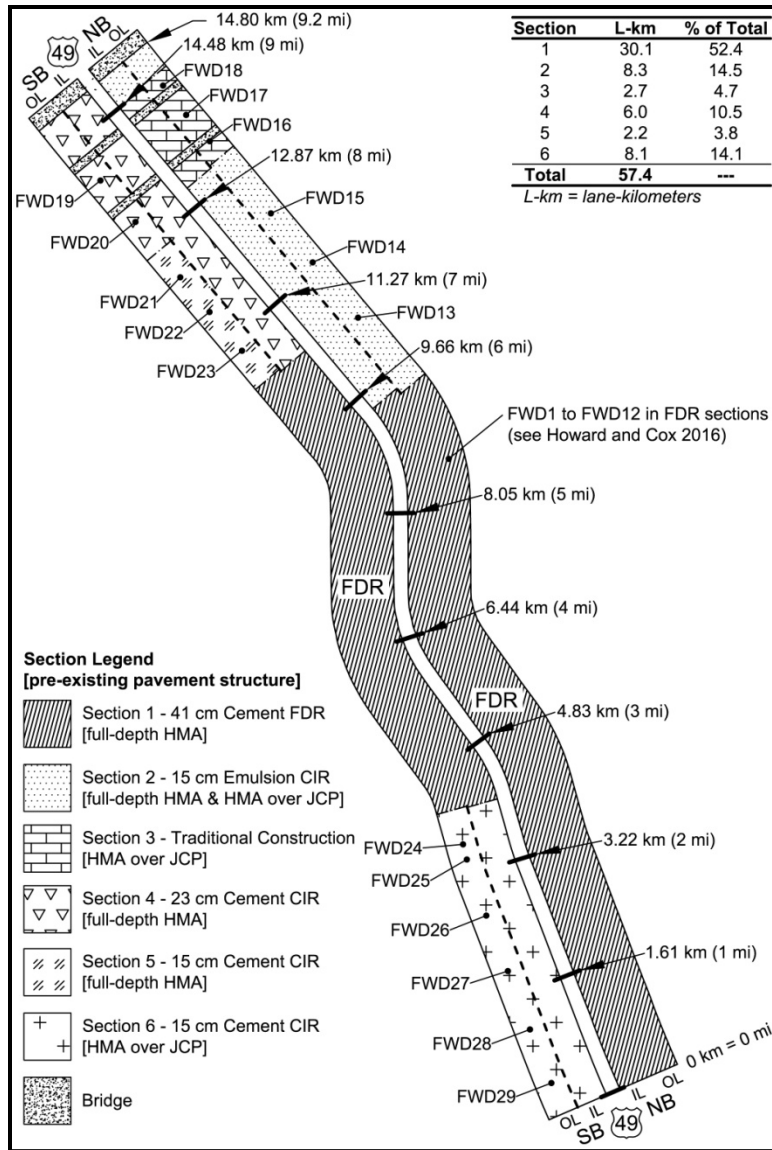 14.80 km (9.2 mi)
49
NB
IL
OL
SB
OL
IL
14.48 km (9 mi)
FWD18
FWD17
FWD16
12.87 km (8 mi)
FWD15
FWD19
FWD20
FWD14
FWD21
11.27 km (7 mi)
FWD22
FWD13
FWD23
9.66 km (6 mi)
Section L-km % of Total
1 30.1 52.4
2 8.3 14.5
3 2.7 4.7
4 6.0 10.5
5 2.2 3.8
6 8.1 14.1
Total 57.4 ---
L-km = lane-kilometers
FWD1 to FWD12 in FDR sections
(see Howard and Cox 2016)
8.05 km (5 mi)
FDR
6.44 km (4 mi)
FDR
4.83 km (3 mi)
Section Legend
[pre-existing pavement structure]
Section 1 - 41 cm Cement FDR
[full-depth HMA]
Section 2 - 15 cm Emulsion CIR
[full-depth HMA & HMA over JCP]
Section 3 - Traditional Construction
[HMA over JCP]
Section 4 - 23 cm Cement CIR
[full-depth HMA]
Section 5 - 15 cm Cement CIR
[full-depth HMA]
Section 6 - 15 cm Cement CIR
[HMA over JCP]
Bridge
FWD24
3.22 km (2 mi)
FWD25
FWD26
1.61 km (1 mi)
FWD27
FWD28
FWD29
0 km = 0 mi
OL
IL
SB
49
IL
OL
NB